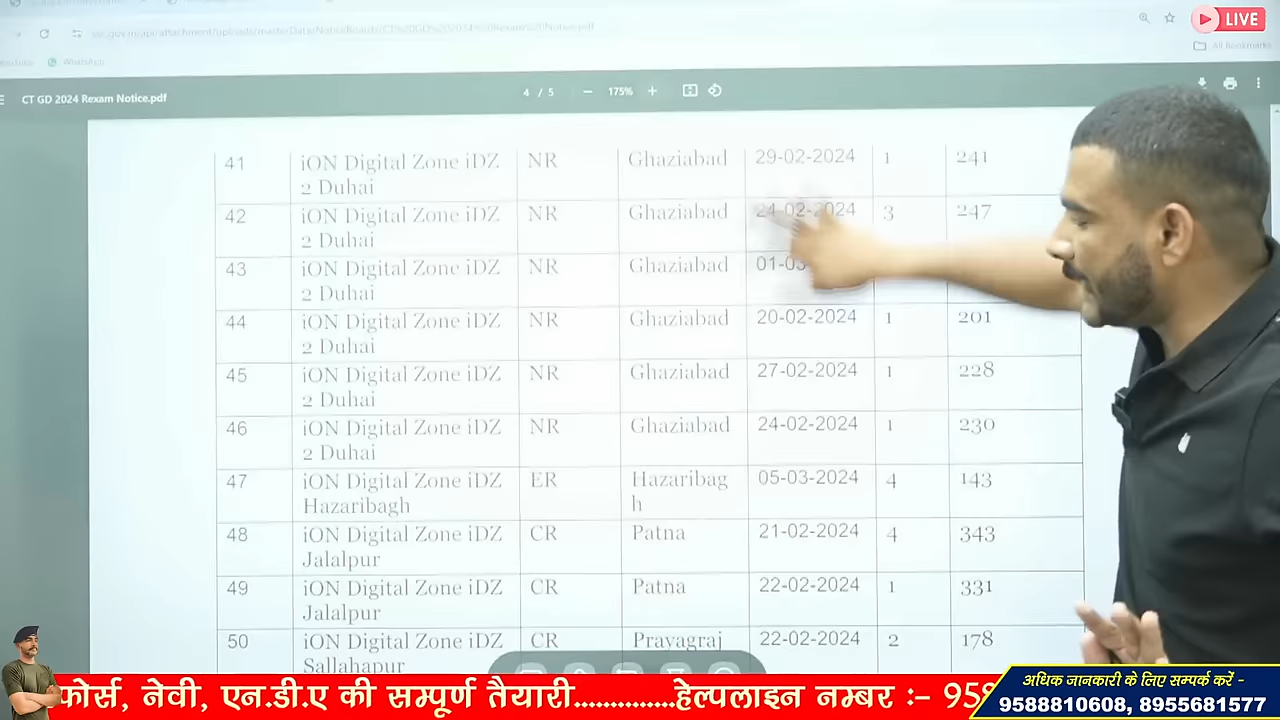 LIVE
All Bookmarks
WhatsApp
CT GD 2024 Rexam Notice.pdf
4 / 5
175%
41 iON Digital Zone iDZ NR Ghaziabad 29-02-2024 1 241
2 Duhai
42 iON Digital Zone iDZ NR Ghaziabad 24-02-2024 3 247
2 Duhai
43 iON Digital Zone iDZ NR Ghaziabad
2 Duhai
44 iON Digital Zone iDZ NR Ghaziabad 20-02-2024 1 201
2 Duhai
45 iON Digital Zone iDZ NR Ghaziabad 27-02-2024 1 228
2 Duhai
46 iON Digital Zone iDZ NR Ghaziabad 24-02-2024 1 230
2 Duhai
47 iON Digital Zone iDZ ER Hazaribag 05-03-2024 4 143
Hazaribagh h
48 iON Digital Zone iDZ CR Patna 21-02-2024 4 343
Jalalpur
49 iON Digital Zone iDZ CR Patna 22-02-2024 1 331
Jalalpur
50 iON Digital Zone iDZ CR Prayagraj 22-02-2024 2 178
Sallahapur
फोर्स, नेवी, एन.डी.ए की सम्पूर्ण तैयारी..............हेल्पलाइन नम्बर :- 958
अधिक जानकारी के लिए सम्पर्क करें -
9588810608, 8955681577